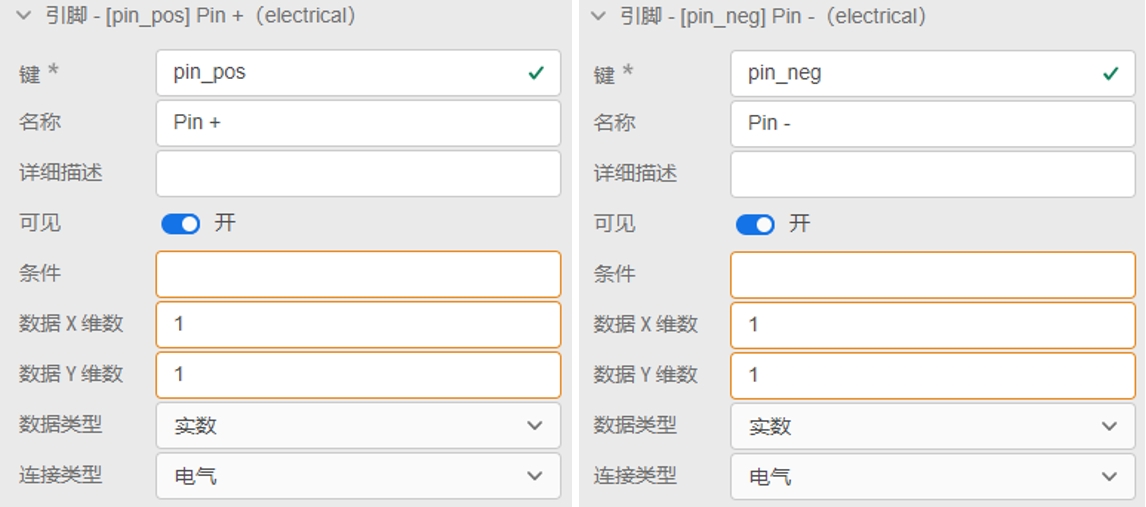 引脚 - [pin_pos] Pin +（electrical）
键 *
pin_pos
名称
Pin +
详细描述
可见
开
条件
数据 X 维数
1
数据 Y 维数
1
数据类型
实数
连接类型
电气
引脚 - [pin_neg] Pin -（electrical）
键 *
pin_neg
名称
Pin -
详细描述
可见
开
条件
数据 X 维数
1
数据 Y 维数
1
数据类型
实数
连接类型
电气